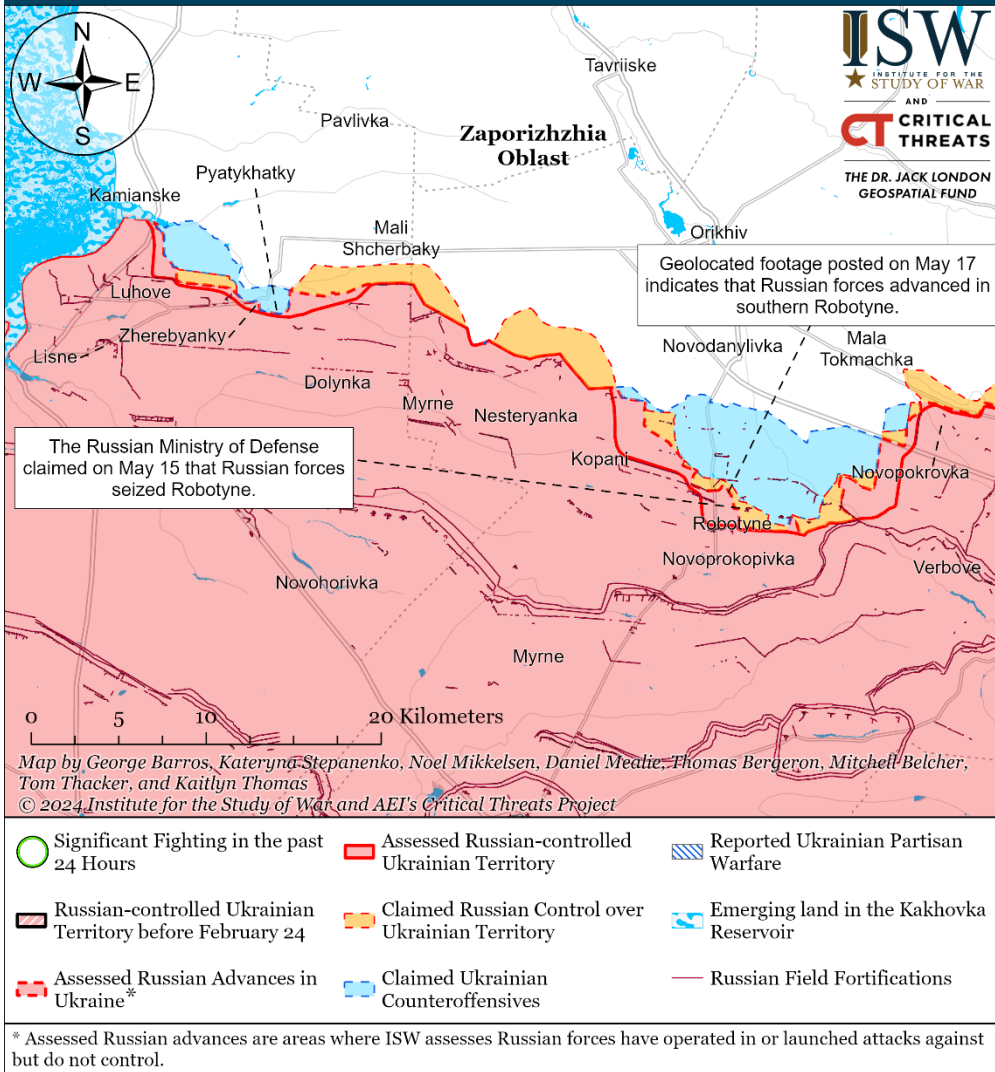 N
W
E
S
ISW
INSTITUTE FOR THE
STUDY OF WAR
AND
CT CRITICAL
THREATS
THE DR. JACK LONDON
GEOSPATIAL FUND
Tavriiske
Pavlivka
Zaporizhzhia
Oblast
Pyatykhatky
Kamianske
Mali
Shcherbaky
Orikhiv
Geolocated footage posted on May 17
indicates that Russian forces advanced in
southern Robotyne.
Luhove
Zherebyanky
Novodanylivka
Mala
Tokmachka
Lisne
Dolynka
Myrne
Nesteryanka
The Russian Ministry of Defense
claimed on May 15 that Russian forces
seized Robotyne.
Kopani
Novopokrovka
Robotyne
Novoprokopivka
Verbove
Novohorivka
Myrne
0 5 10 20 Kilometers
Map by George Barros, Kateryna Stepanenko, Noel Mikkelsen, Daniel Mealie, Thomas Bergeron, Mitchell Belcher,
Tom Thacker, and Kaitlyn Thomas
© 2024 Institute for the Study of War and AEI's Critical Threats Project
Significant Fighting in the past
24 Hours
Assessed Russian-controlled
Ukrainian Territory
Reported Ukrainian Partisan
Warfare
Russian-controlled Ukrainian
Territory before February 24
Claimed Russian Control over
Ukrainian Territory
Emerging land in the Kakhovka
Reservoir
Assessed Russian Advances in
Ukraine*
Claimed Ukrainian
Counteroffensives
Russian Field Fortifications
* Assessed Russian advances are areas where ISW assesses Russian forces have operated in or launched attacks against
but do not control.